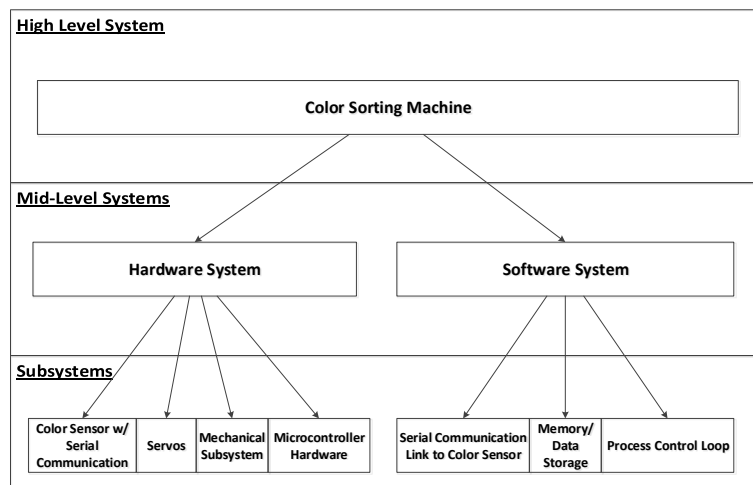 High Level System
Color Sorting Machine
Mid-Level Systems
Hardware System
Software System
Subsystems
Color Sensor w/
Serial
Communication
Servos
Mechanical
Subsystem
Microcontroller
Hardware
Serial Communication
Link to Color Sensor
Memory/
Data
Storage
Process Control Loop